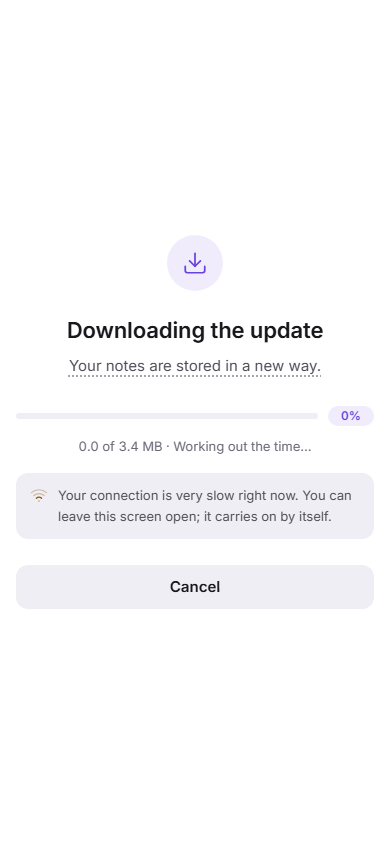 Downloading the update
Your notes are stored in a new way.
0%
0.0 of 3.4 MB · Working out the time...
Your connection is very slow right now. You can
leave this screen open; it carries on by itself.
Cancel